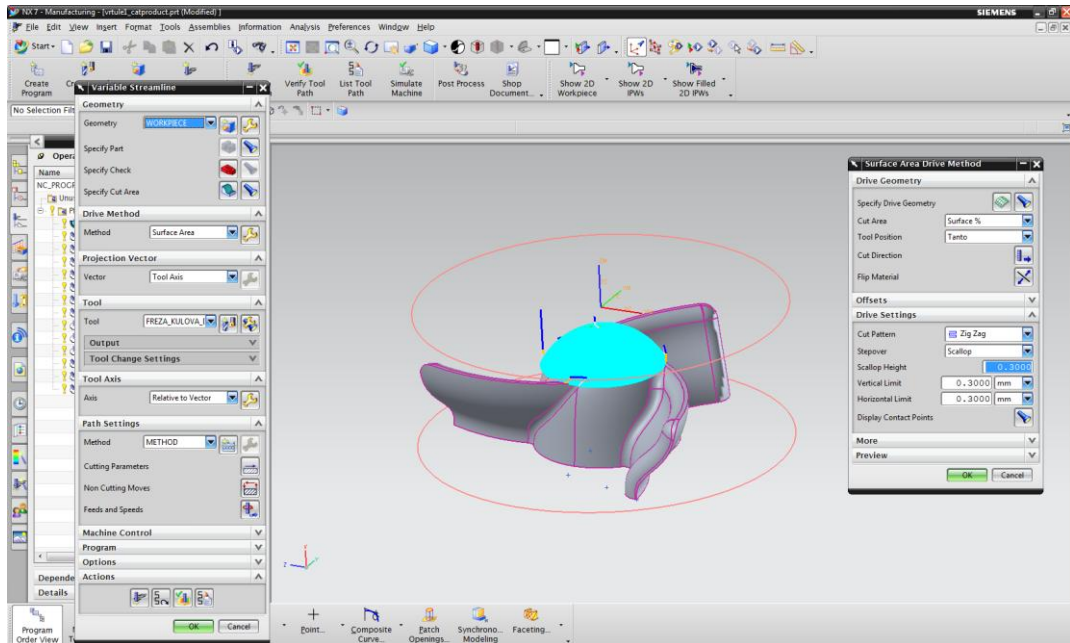 NX 7 - Manufacturing - [vrtule1_catproduct.prt (Modified) ]
SIEMENS
File Edit View Insert Format Tools Assemblies Information Analysis Preferences Window Help
Start
Create Program
Verify Tool Path
List Tool Path
Simulate Machine
Post Process
Shop Document...
Show 2D Workpiece
Show 2D IPWs
Show Filled 2D IPWs
No Selection
Name
Variable Streamline
Geometry
Geometry WORKPIECE
Specify Part
Specify Check
Specify Cut Area
Drive Method
Method Surface Area
Projection Vector
Vector Tool Axis
Tool
Tool FREZA_KULOVA_
Output
Tool Change Settings
Tool Axis
Axis Relative to Vector
Path Settings
Method METHOD
Cutting Parameters
Non Cutting Moves
Feeds and Speeds
Machine Control
Program
Options
Actions
OK Cancel
Details
Program Order View
Surface Area Drive Method
Drive Geometry
Specify Drive Geometry
Cut Area Surface %
Tool Position Tanto
Cut Direction
Flip Material
Offsets
Drive Settings
Cut Pattern Zig Zag
Stepover Scallop
Scallop Height 0.3000
Vertical Limit 0.3000 mm
Horizontal Limit 0.3000 mm
Display Contact Points
More
Preview
OK Cancel
Point...
Composite Curve...
Patch Openings...
Synchrono... Modeling
Faceting...